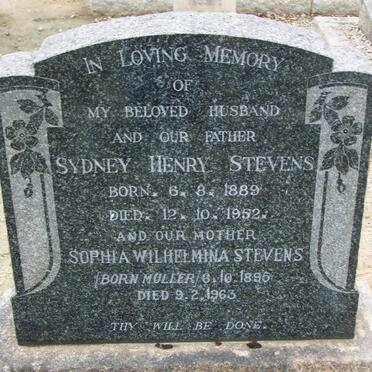 IN LOVING MEMORY
OF
MY BELOVED HUSBAND
AND OUR FATHER
SYDNEY HENRY STEVENS
BORN. 6. 8. 1889
DIED. 12. 10. 1952.
AND OUR MOTHER
SOPHIA WILHELMINA STEVENS
(BORN MULLER) 6.10.1895
DIED 9.2.1963
THY WILL BE DONE.